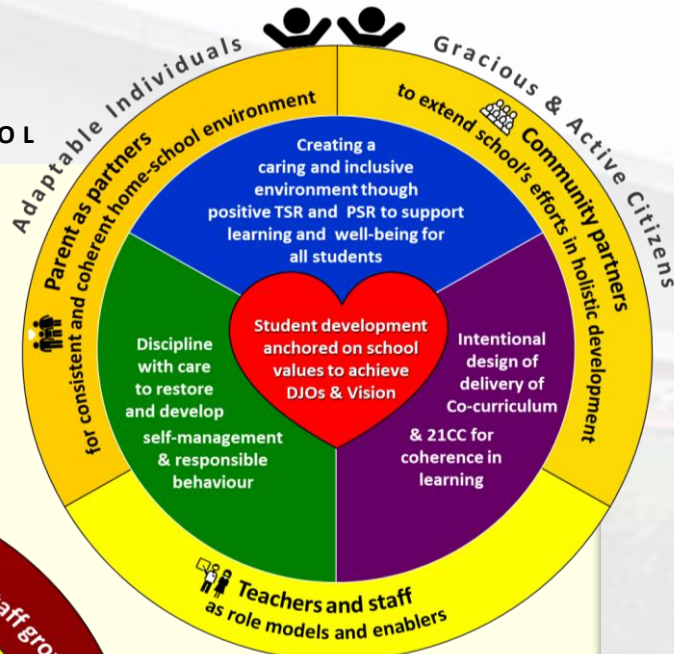 O L
Adaptable Individuals
Gracious & Active Citizens
Parent as partners
for consistent and coherent home-school environment
Community partners
to extend school's efforts in holistic development
Creating a
caring and inclusive
environment though
positive TSR and PSR to support
learning and well-being for
all students
Student development
anchored on school
values to achieve
DJOs & Vision
Discipline
with care
to restore
and develop
self-management
& responsible
behaviour
Intentional
design of
delivery of
Co-curriculum
& 21CC for
coherence in
learning
Teachers and staff
as role models and enablers